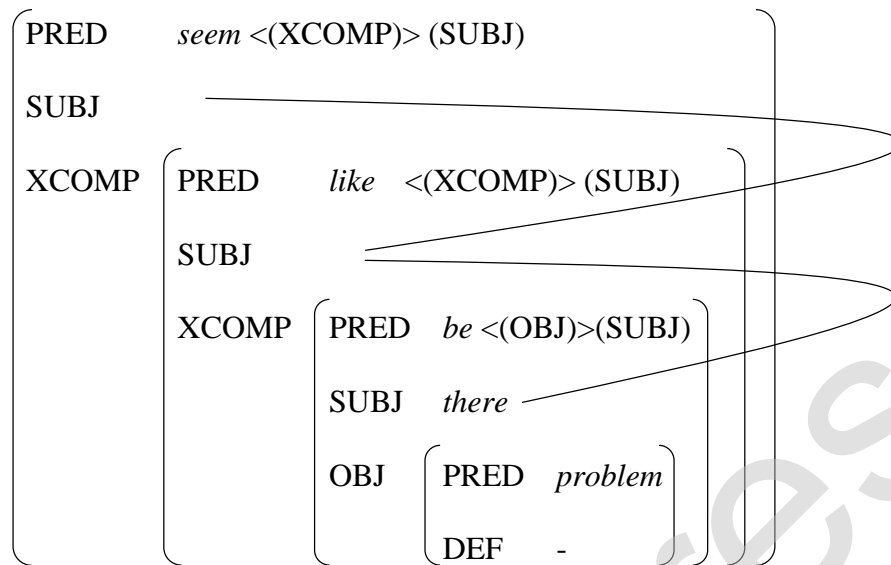 PRED seem <(XCOMP)> (SUBJ)
SUBJ
XCOMP PRED like <(XCOMP)> (SUBJ)
SUBJ
XCOMP PRED be <(OBJ)>(SUBJ)
SUBJ there
OBJ PRED problem
DEF -